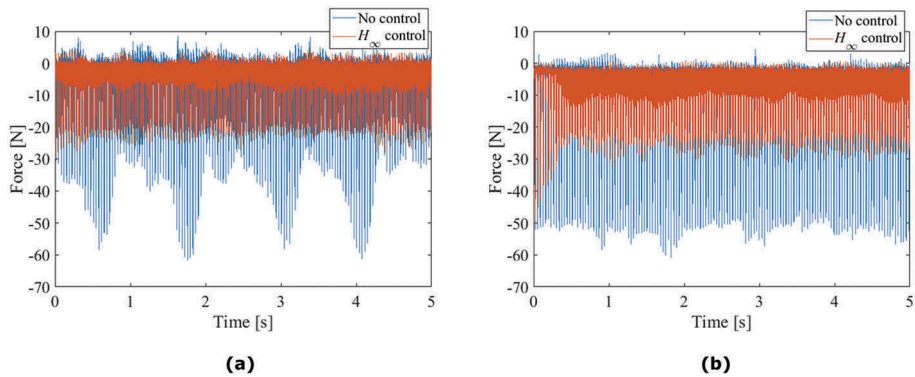 No control
H∞ control
10
0
-10
-20
-30
-40
-50
-60
-70
Force [N]
0 1 2 3 4 5
Time [s]
(a)
No control
H∞ control
10
0
-10
-20
-30
-40
-50
-60
-70
Force [N]
0 1 2 3 4 5
Time [s]
(b)